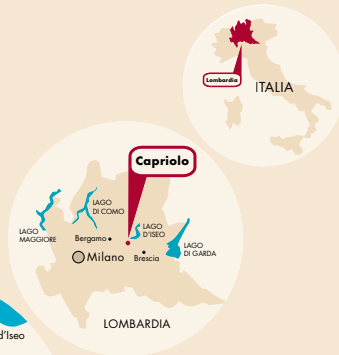 Lombardia
ITALIA
Capriolo
LAGO
DI COMO
LAGO
MAGGIORE
LAGO
D'ISEO
Bergamo
LAGO
DI GARDA
Milano
Brescia
LOMBARDIA
d'Iseo